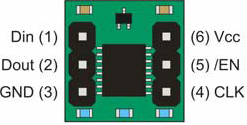 Din (1)
Dout (2)
GND (3)
(6) Vcc
(5) /EN
(4) CLK